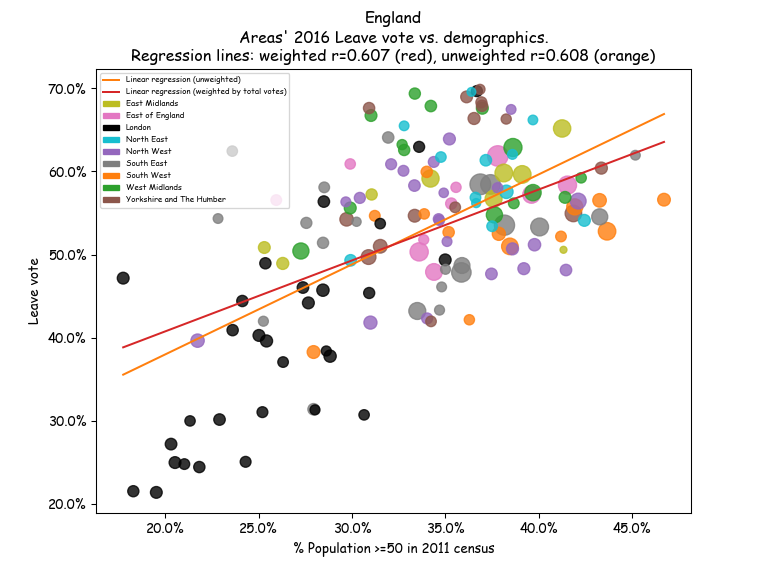 England
Areas' 2016 Leave vote vs. demographics.
Regression lines: weighted r=0.607 (red), unweighted r=0.608 (orange)
70.0%
60.0%
50.0%
40.0%
30.0%
20.0%
Leave vote
Linear regression (unweighted)
Linear regression (weighted by total votes)
East Midlands
East of England
London
North East
North West
South East
South West
West Midlands
Yorkshire and The Humber
20.0% 25.0% 30.0% 35.0% 40.0% 45.0%
% Population >=50 in 2011 census